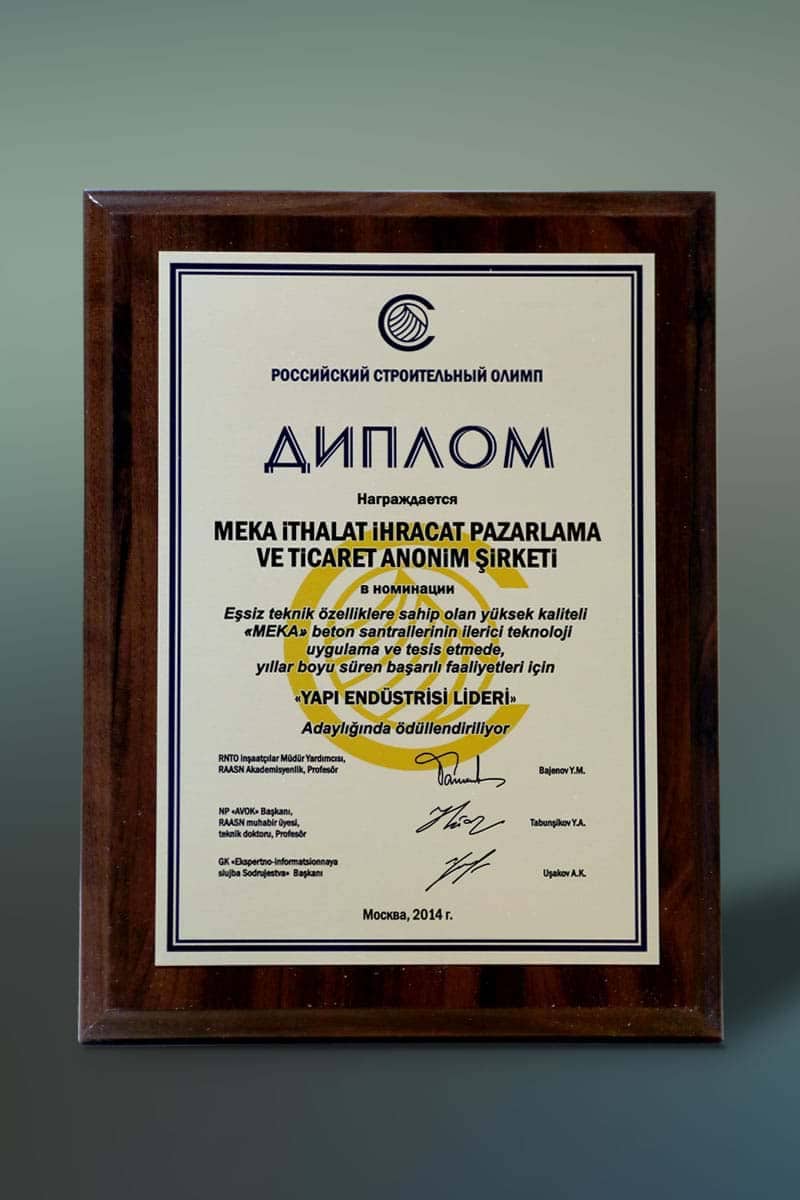 РОССИЙСКИЙ СТРОИТЕЛЬНЫЙ ОЛИМП
ДИПЛОМ
Награждается
MEKA İTHALAT İHRACAT PAZARLAMA
VE TİCARET ANONİM ŞİRKETİ
в номинации
Eşsiz teknik özelliklere sahip olan yüksek kaliteli
«MEKA» beton santrallerinin ilerici teknoloji
uygulama ve tesis etmede,
yıllar boyu süren başarılı faaliyetleri için
«YAPI ENDÜSTRİSİ LİDERİ»
Adaylığında ödüllendiriliyor
RNTO inşaatçılar Müdür Yardımcısı,
RAASN Akademisyenlik, Profesör
Bajenov Y.M.
NP «AVOK» Başkanı,
RAASN muhabir üyesi,
teknik doktoru, Profesör
Tabunşikov Y.A.
GK «Ekspertno-informatsionnaya
slujba Sodrujestva» Başkanı
Uşakov A.K.
Москва, 2014 г.